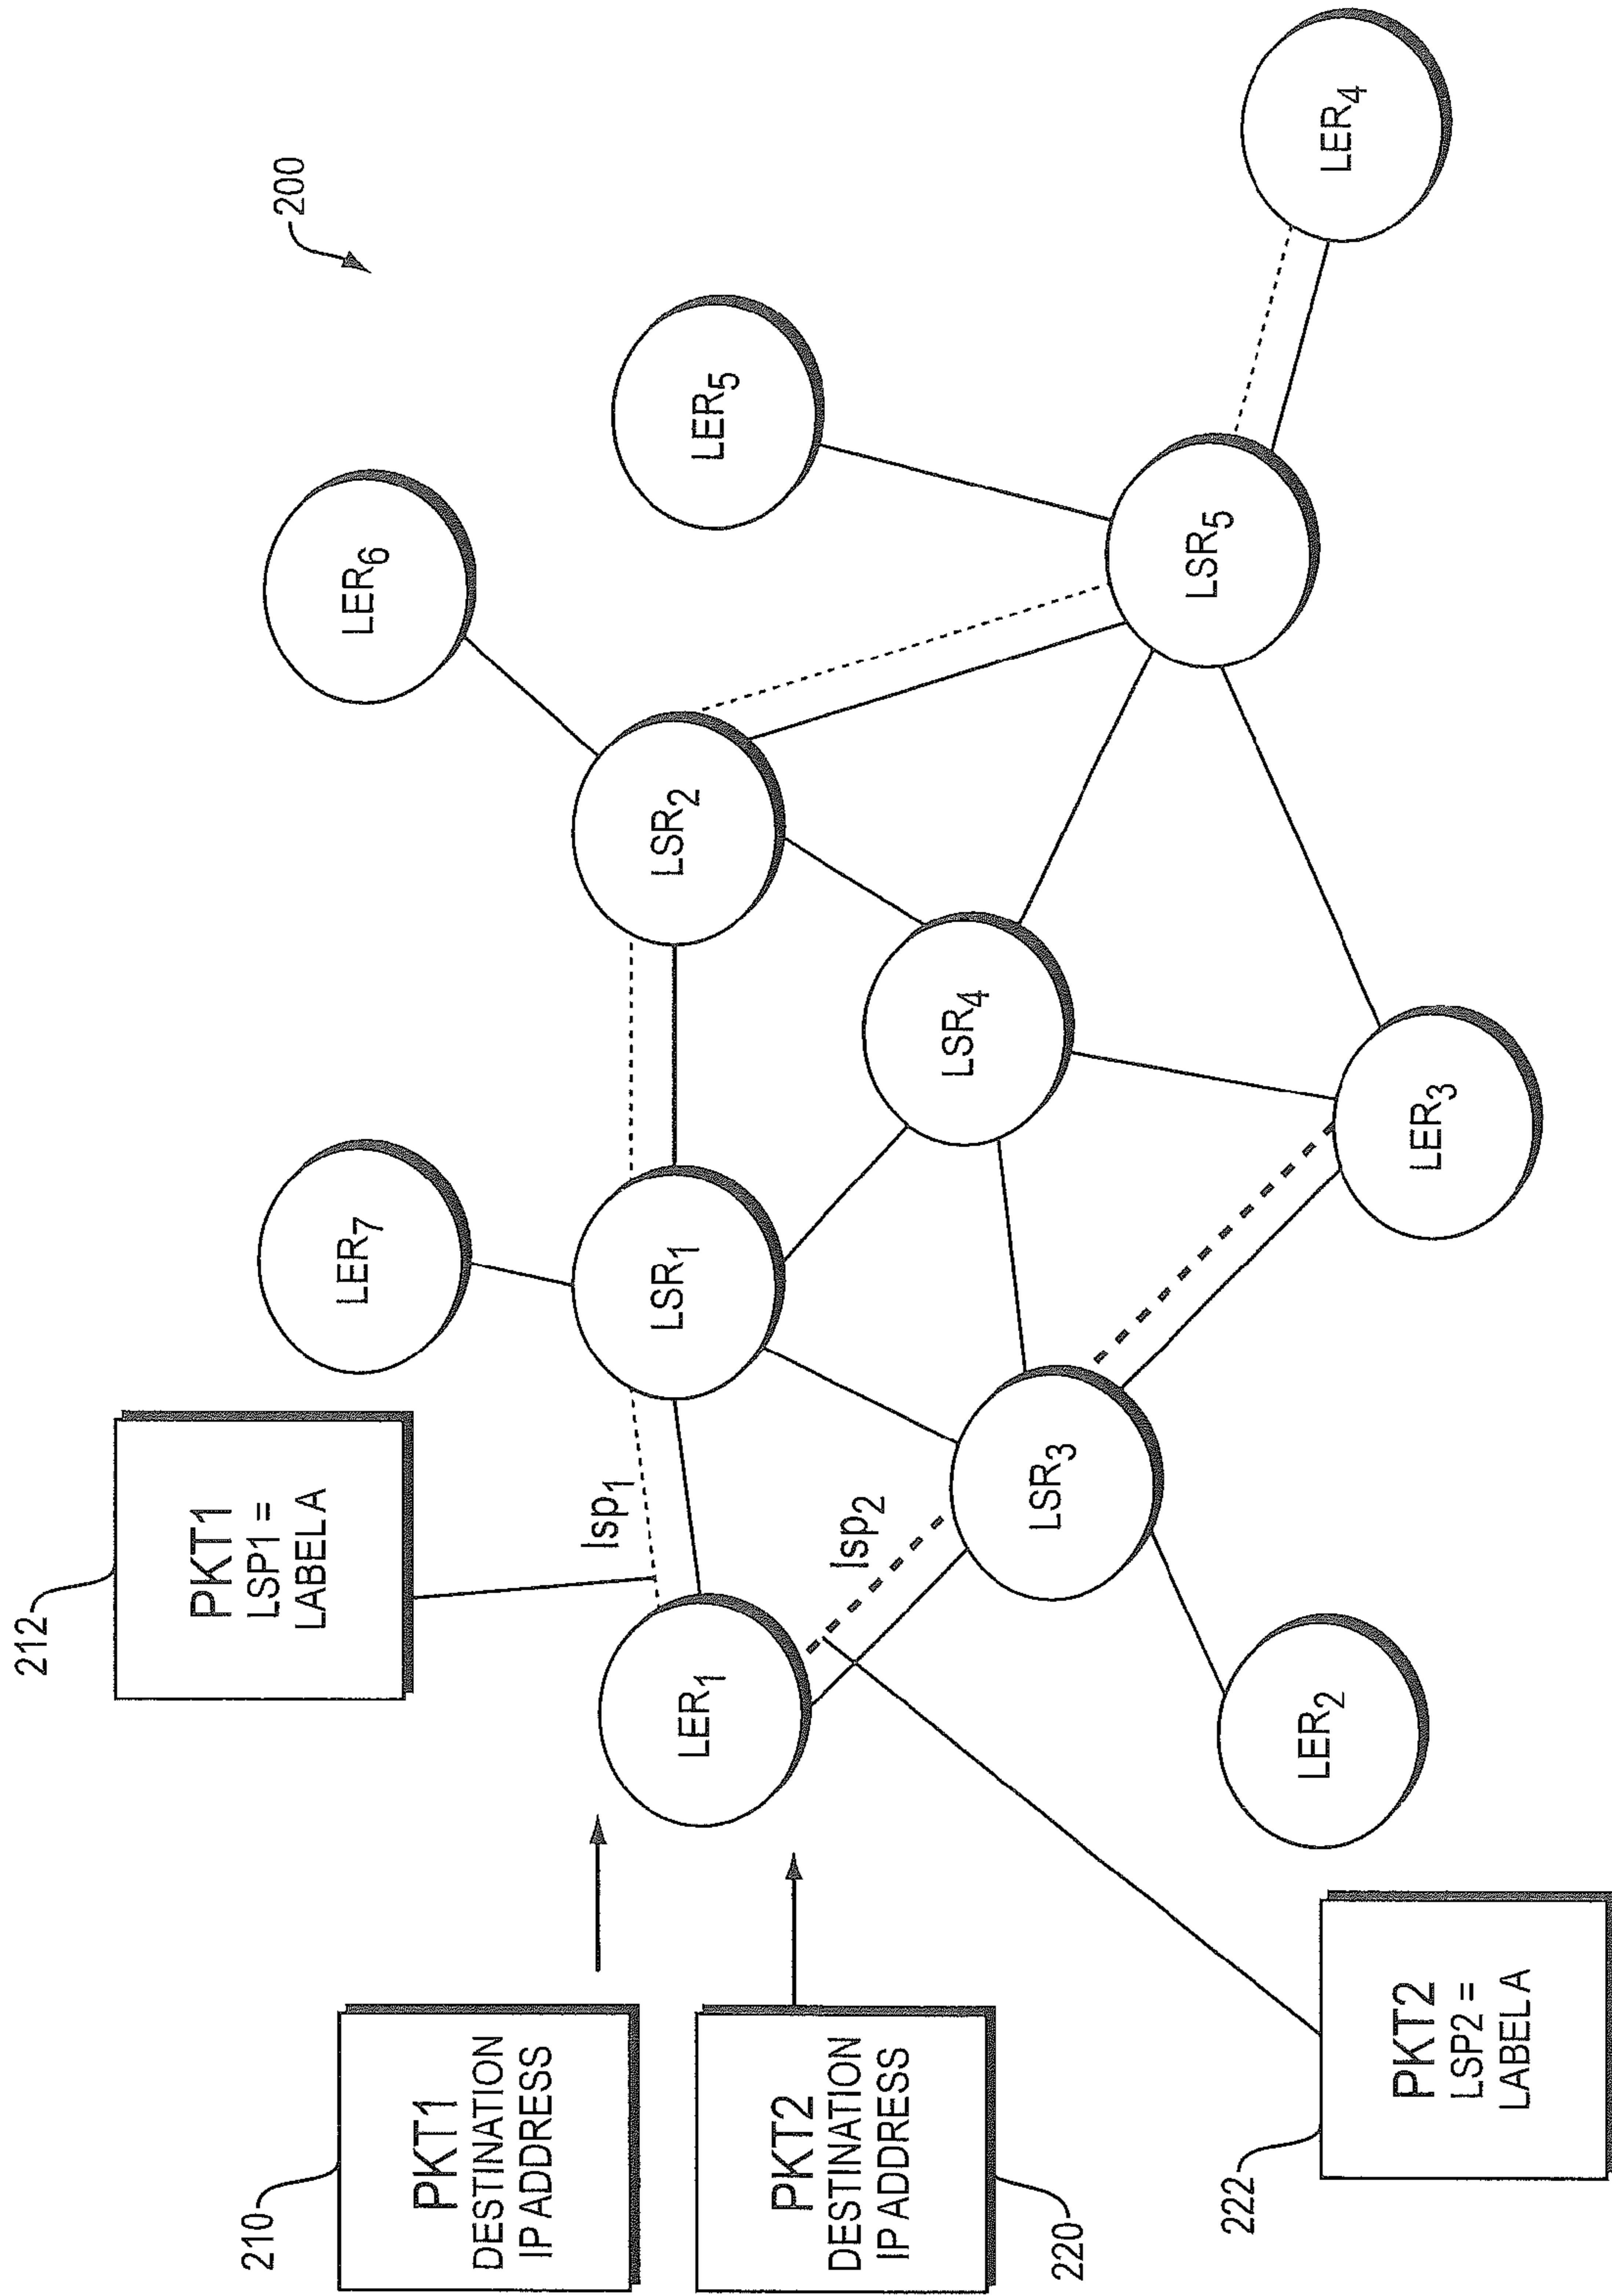 200
212
PKT1
LSP1 =
LABEL A
LER7
LER6
LER5
LER4
lsp1
LSR1
LSR2
LER1
lsp2
LSR4
LSR5
LSR3
LER3
LER2
210
PKT1
DESTINATION
IP ADDRESS
220
PKT2
DESTINATION
IP ADDRESS
222
PKT2
LSP2 =
LABEL A